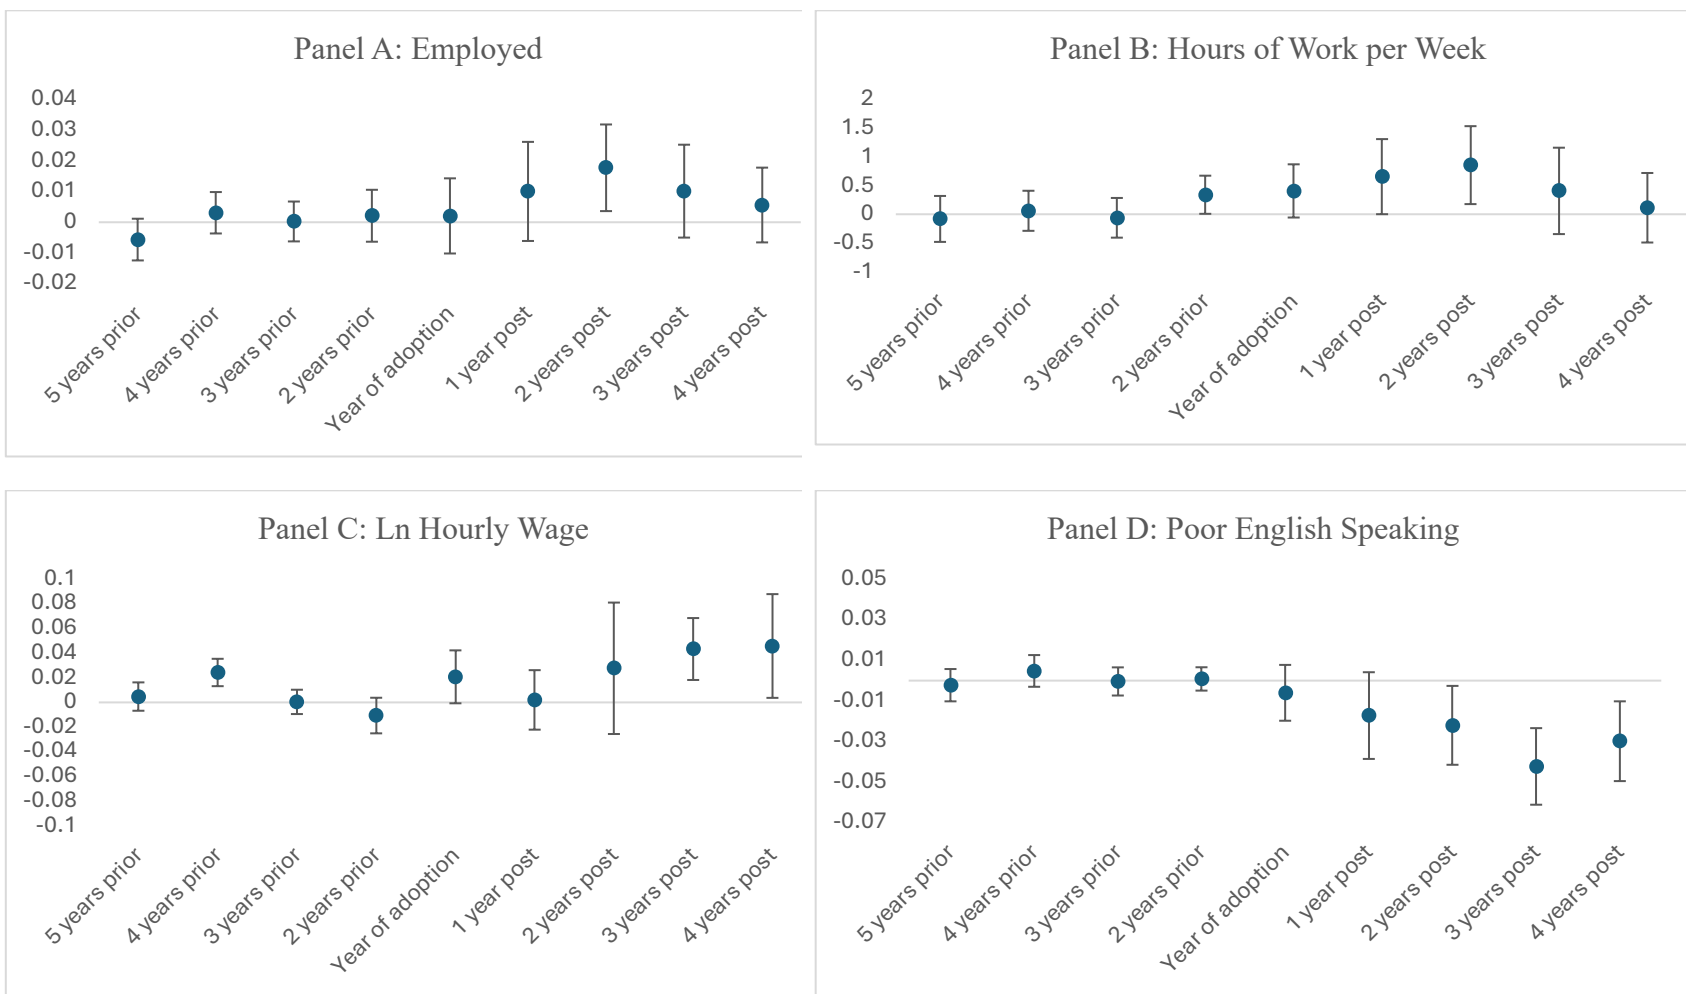 Panel A: Employed
0.04
0.03
0.02
0.01
0
-0.01
-0.02
5 years prior
4 years prior
3 years prior
2 years prior
Year of adoption
1 year post
2 years post
3 years post
4 years post
Panel B: Hours of Work per Week
2
1.5
1
0.5
0
-0.5
-1
5 years prior
4 years prior
3 years prior
2 years prior
Year of adoption
1 year post
2 years post
3 years post
4 years post
Panel C: Ln Hourly Wage
0.1
0.08
0.06
0.04
0.02
0
-0.02
-0.04
-0.06
-0.08
-0.1
5 years prior
4 years prior
3 years prior
2 years prior
Year of adoption
1 year post
2 years post
3 years post
4 years post
Panel D: Poor English Speaking
0.05
0.03
0.01
-0.01
-0.03
-0.05
-0.07
5 years prior
4 years prior
3 years prior
2 years prior
Year of adoption
1 year post
2 years post
3 years post
4 years post